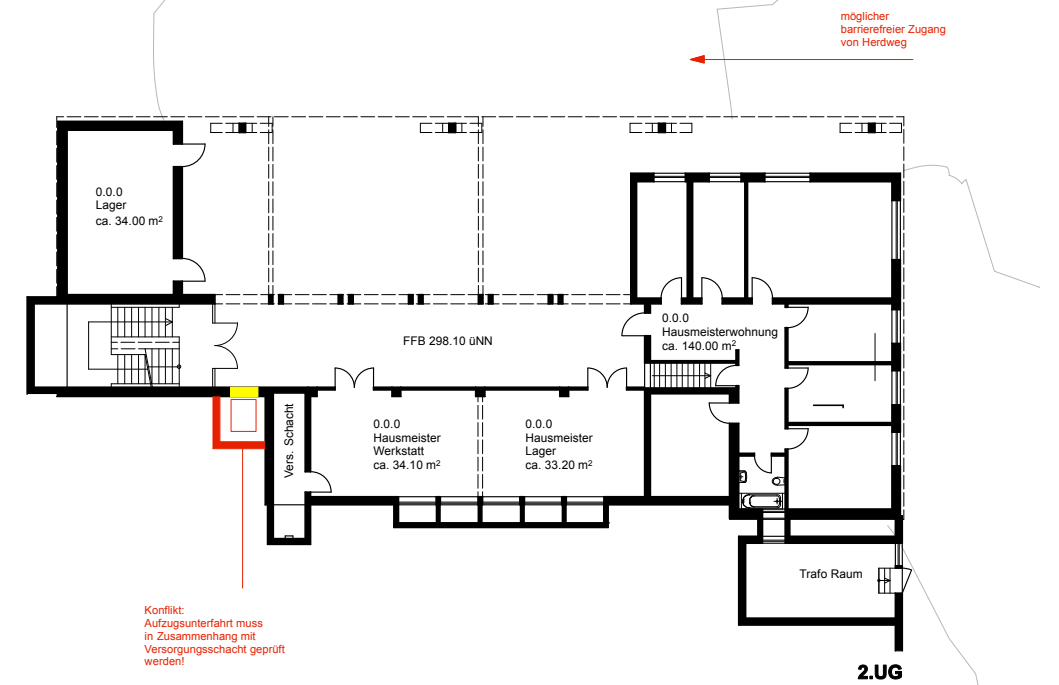 möglicher
barrierefreier Zugang
von Herdweg
0.0.0
Lager
ca. 34.00 m²
0.0.0
Hausmeisterwohnung
ca. 140.00 m²
FFB 298.10 üNN
Vers. Schacht
0.0.0
Hausmeister
Werkstatt
ca. 34.10 m²
0.0.0
Hausmeister
Lager
ca. 33.20 m²
Trafo Raum
Konflikt:
Aufzugsunterfahrt muss
in Zusammenhang mit
Versorgungsschacht geprüft
werden!
2.UG